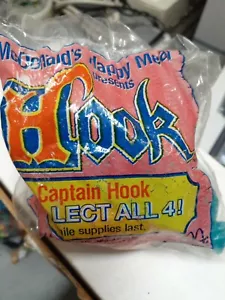 McDonald's Happy Meal
presents
Hook
Captain Hook
LECT ALL 4!
ile supplies last.